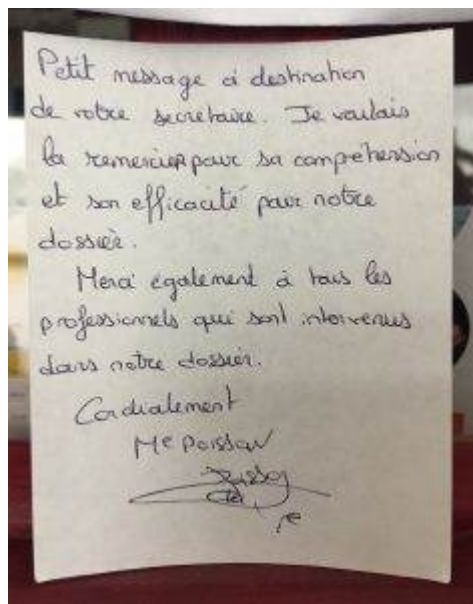 Petit message à destination
de votre secrétaire. Je voulais
la remercier pour sa compréhension
et son efficacité pour notre
dossier.
Merci également à tous les
professionnels qui sont intervenus
dans notre dossier.
Cordialement
Me Poisson